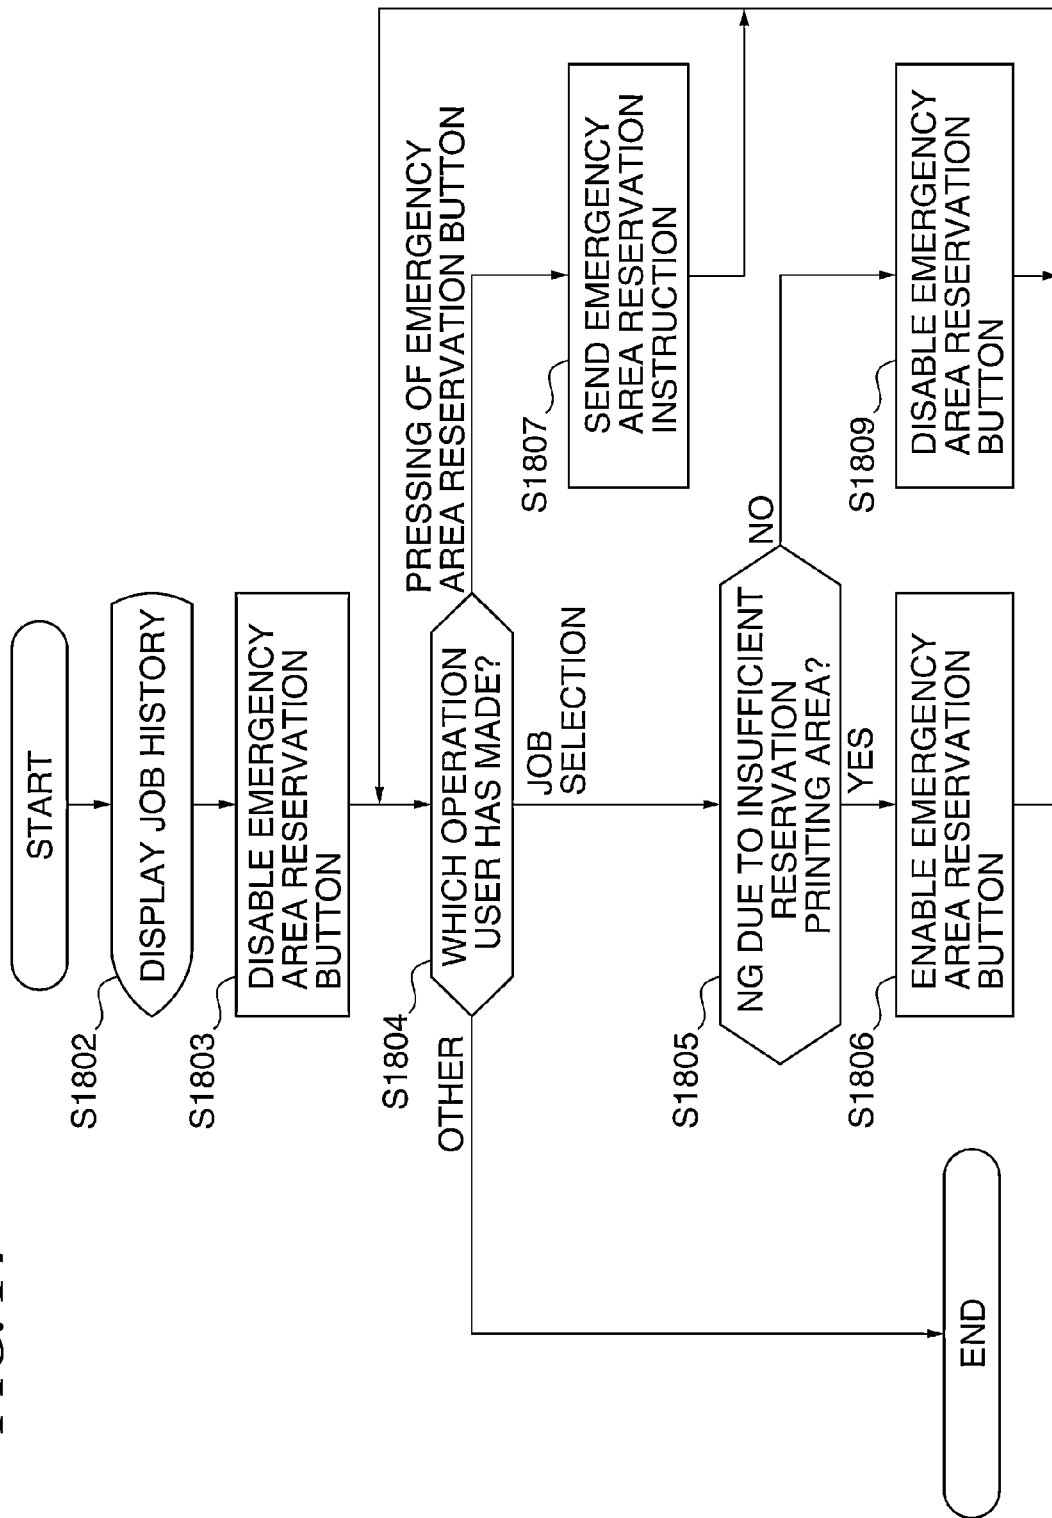 START
S1802
DISPLAY JOB HISTORY
S1803
DISABLE EMERGENCY
AREA RESERVATION
BUTTON
S1804
WHICH OPERATION
USER HAS MADE?
OTHER
JOB
SELECTION
PRESSING OF EMERGENCY
AREA RESERVATION BUTTON
S1807
SEND EMERGENCY
AREA RESERVATION
INSTRUCTION
S1805
NG DUE TO INSUFFICIENT
RESERVATION
PRINTING AREA?
NO
YES
S1806
ENABLE EMERGENCY
AREA RESERVATION
BUTTON
S1809
DISABLE EMERGENCY
AREA RESERVATION
BUTTON
END